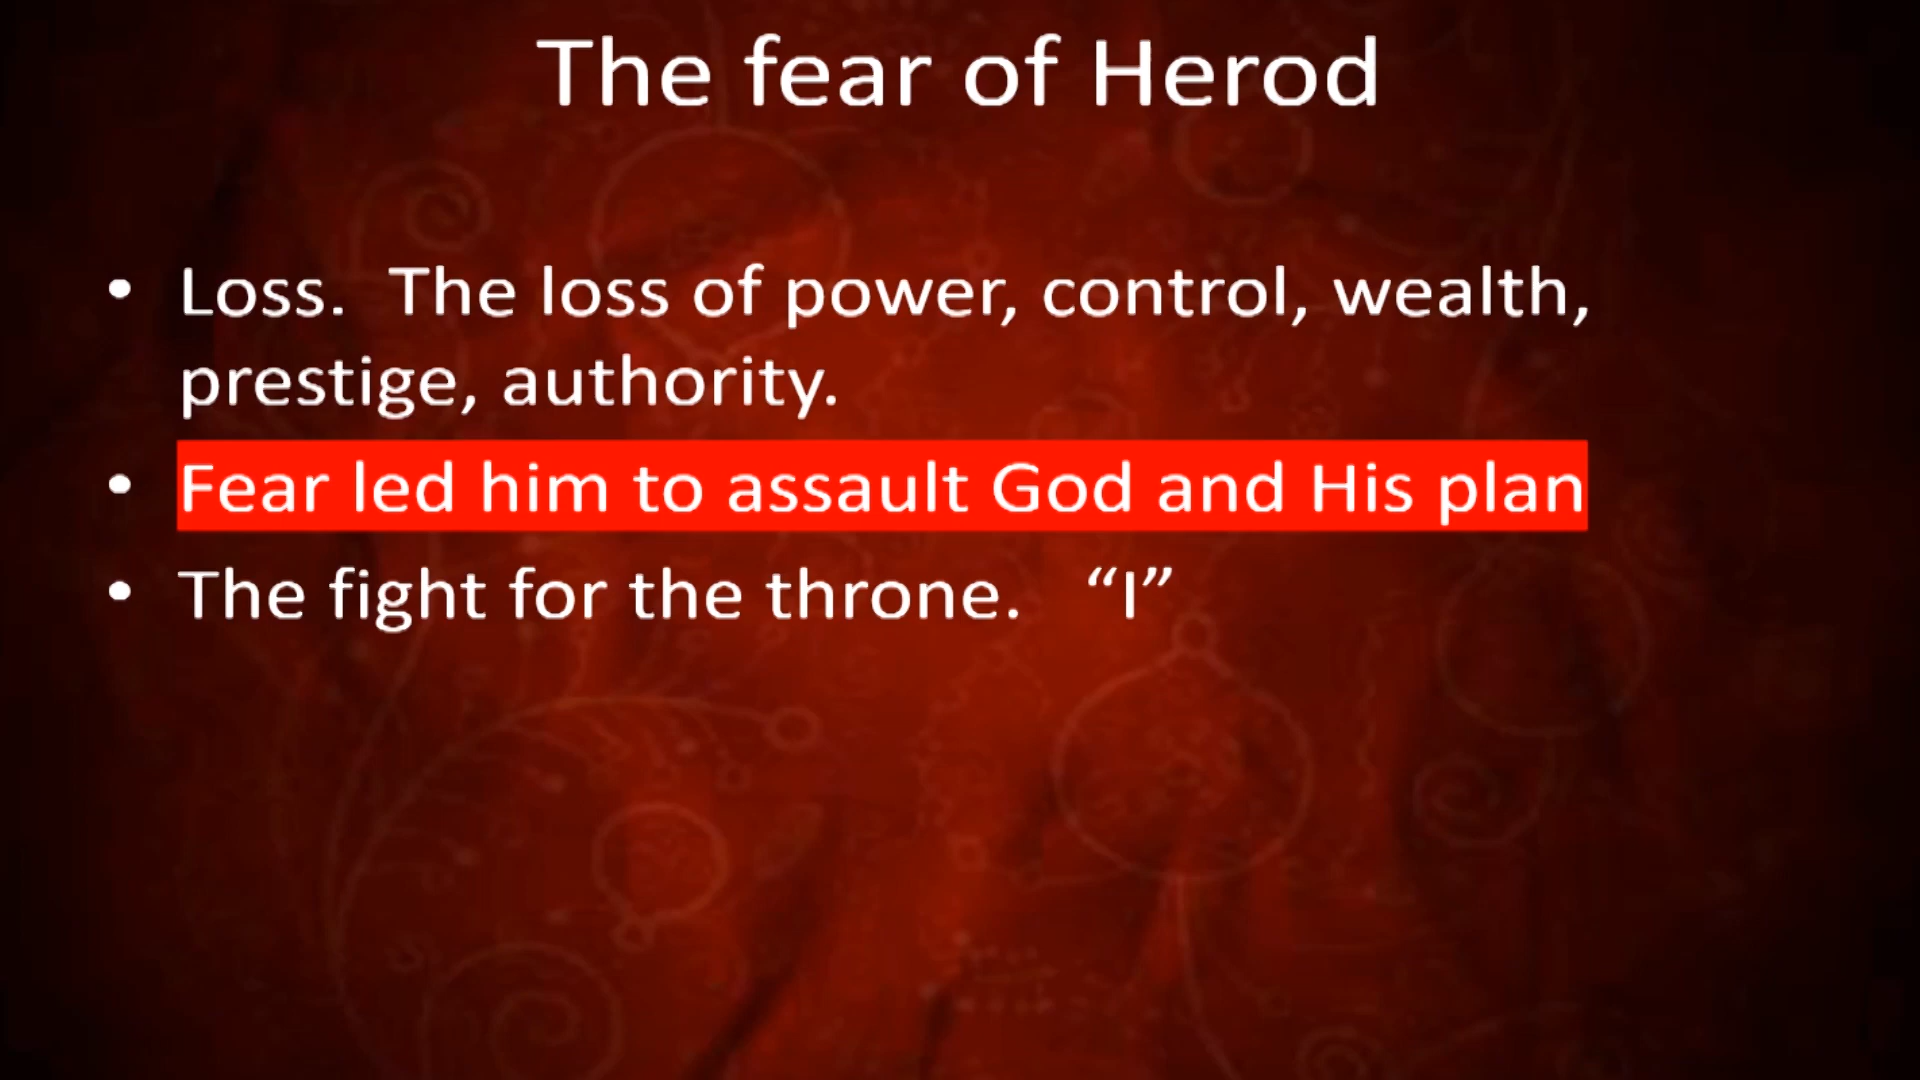 The fear of Herod
• Loss.  The loss of power, control, wealth,
prestige, authority.
• Fear led him to assault God and His plan
• The fight for the throne.   “I”